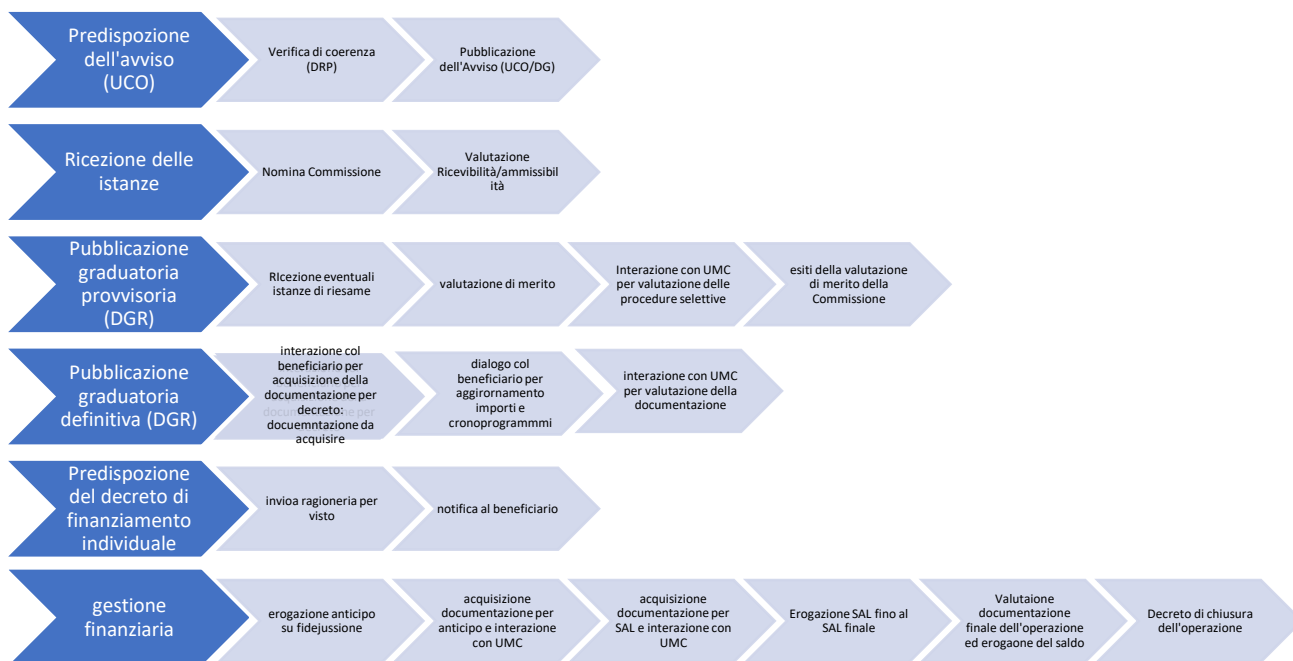 Predispozione
dell'avviso
(UCO)
Verifica di coerenza
(DRP)
Pubblicazione
dell'Avviso (UCO/DG)
Ricezione delle
istanze
Nomina Commissione
Valutazione
Ricevibilità/ammissibil
ità
Pubblicazione
graduatoria
provvisoria
(DGR)
RIcezione eventuali
istanze di riesame
valutazione di merito
Interazione con UMC
per valutazione delle
procedure selettive
esiti della valutazione
di merito della
Commissione
Pubblicazione
graduatoria
definitiva (DGR)
interazione col
beneficiario per
acquisizione della
documentazione per
decreto:
docuemntazione da
acquisire
dialogo col
beneficiario per
aggirornamento
importi e
cronoprogrammmi
interazione con UMC
per valutazione della
documentazione
Predispozione
del decreto di
finanziamento
individuale
invioa ragioneria per
visto
notifica al beneficiario
gestione
finanziaria
erogazione anticipo
su fidejussione
acquisizione
documentazione per
anticipo e interazione
con UMC
acquisizione
documentazione per
SAL e interazione con
UMC
Erogazione SAL fino al
SAL finale
Valutaione
documentazione
finale dell'operazione
ed erogaone del saldo
Decreto di chiusura
dell'operazione